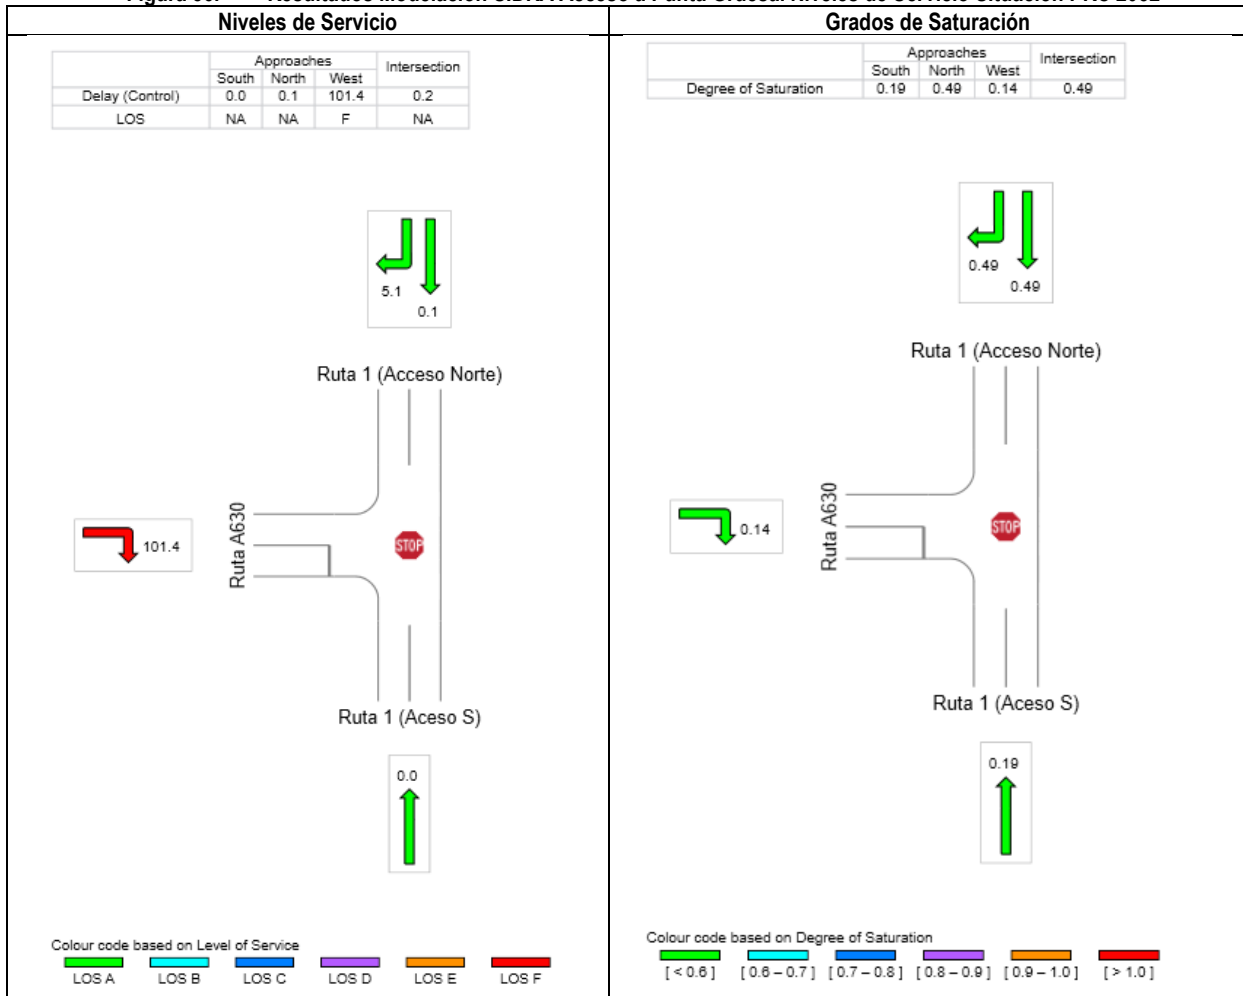 Niveles de Servicio
Approaches Intersection
South North West
Delay (Control) 0.0 0.1 101.4 0.2
LOS NA NA F NA
5.1
0.1
Ruta 1 (Acceso Norte)
Ruta A630
STOP
101.4
Ruta 1 (Aceso S)
0.0
Colour code based on Level of Service
LOS A LOS B LOS C LOS D LOS E LOS F
Grados de Saturación
Approaches Intersection
South North West
Degree of Saturation 0.19 0.49 0.14 0.49
0.49
0.49
Ruta 1 (Acceso Norte)
Ruta A630
STOP
0.14
Ruta 1 (Aceso S)
0.19
Colour code based on Degree of Saturation
[ < 0.6 ] [ 0.6 – 0.7 ] [ 0.7 – 0.8 ] [ 0.8 – 0.9 ] [ 0.9 – 1.0 ] [ > 1.0 ]